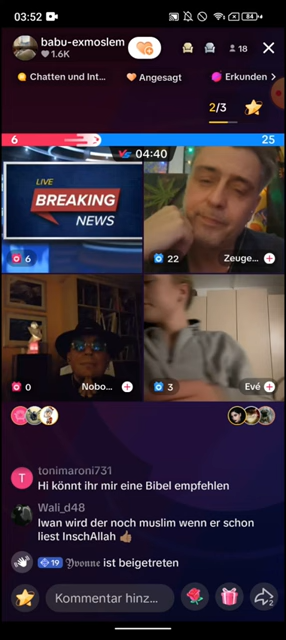 03:52
84
babu-exmoslem
1.6K
18
Chatten und Int...
Angesagt
Erkunden
2/3
6
25
VS 04:40
LIVE
BREAKING
NEWS
6
22
Zeuge...
0
Nobo...
3
Evé
tonimaroni731
T
Hi könnt ihr mir eine Bibel empfehlen
Wali_d48
Iwan wird der noch muslim wenn er schon
liest InschAllah 👍🏽
19 𝔜𝔳𝔬𝔫𝔫𝔢 ist beigetreten
Kommentar hinz...
2